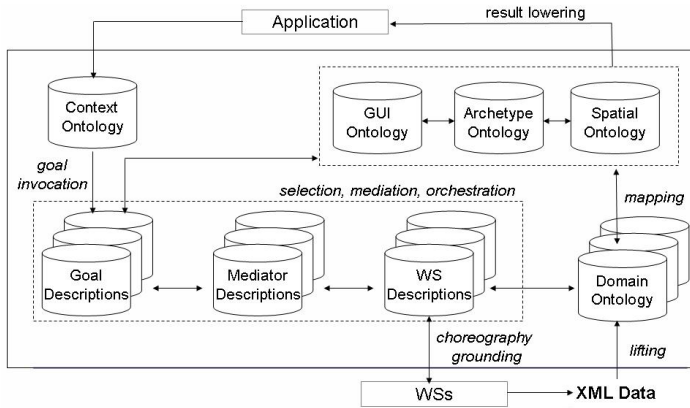 Application
result lowering
Context
Ontology
GUI
Ontology
Archetype
Ontology
Spatial
Ontology
goal
invocation
selection, mediation, orchestration
mapping
Goal
Descriptions
Mediator
Descriptions
WS
Descriptions
Domain
Ontology
choreography
grounding
lifting
WSs
XML Data